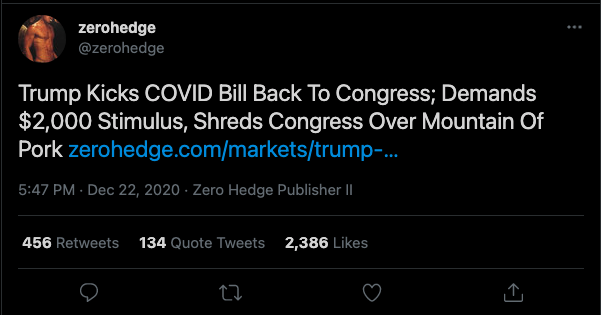 zerohedge
@zerohedge
Trump Kicks COVID Bill Back To Congress; Demands
$2,000 Stimulus, Shreds Congress Over Mountain Of
Pork zerohedge.com/markets/trump-...
5:47 PM · Dec 22, 2020 · Zero Hedge Publisher II
456 Retweets 134 Quote Tweets 2,386 Likes